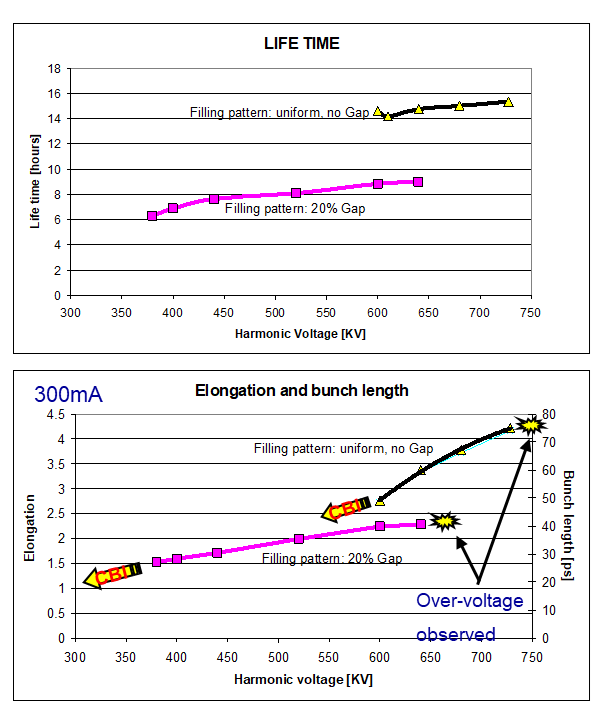 LIFE TIME
18
16
14
12
10
8
6
4
2
0
Life time [hours]
Filling pattern: uniform, no Gap
Filling pattern: 20% Gap
300 350 400 450 500 550 600 650 700 750
Harmonic Voltage [KV]
300mA
Elongation and bunch length
4.5
4
3.5
3
2.5
2
1.5
1
0.5
0
Elongation
80
70
60
50
40
30
20
10
0
Bunch length [ps]
Filling pattern: uniform, no Gap
CBI
Filling pattern: 20% Gap
CBI
Over-voltage
observed
300 350 400 450 500 550 600 650 700 750
Harmonic voltage [KV]